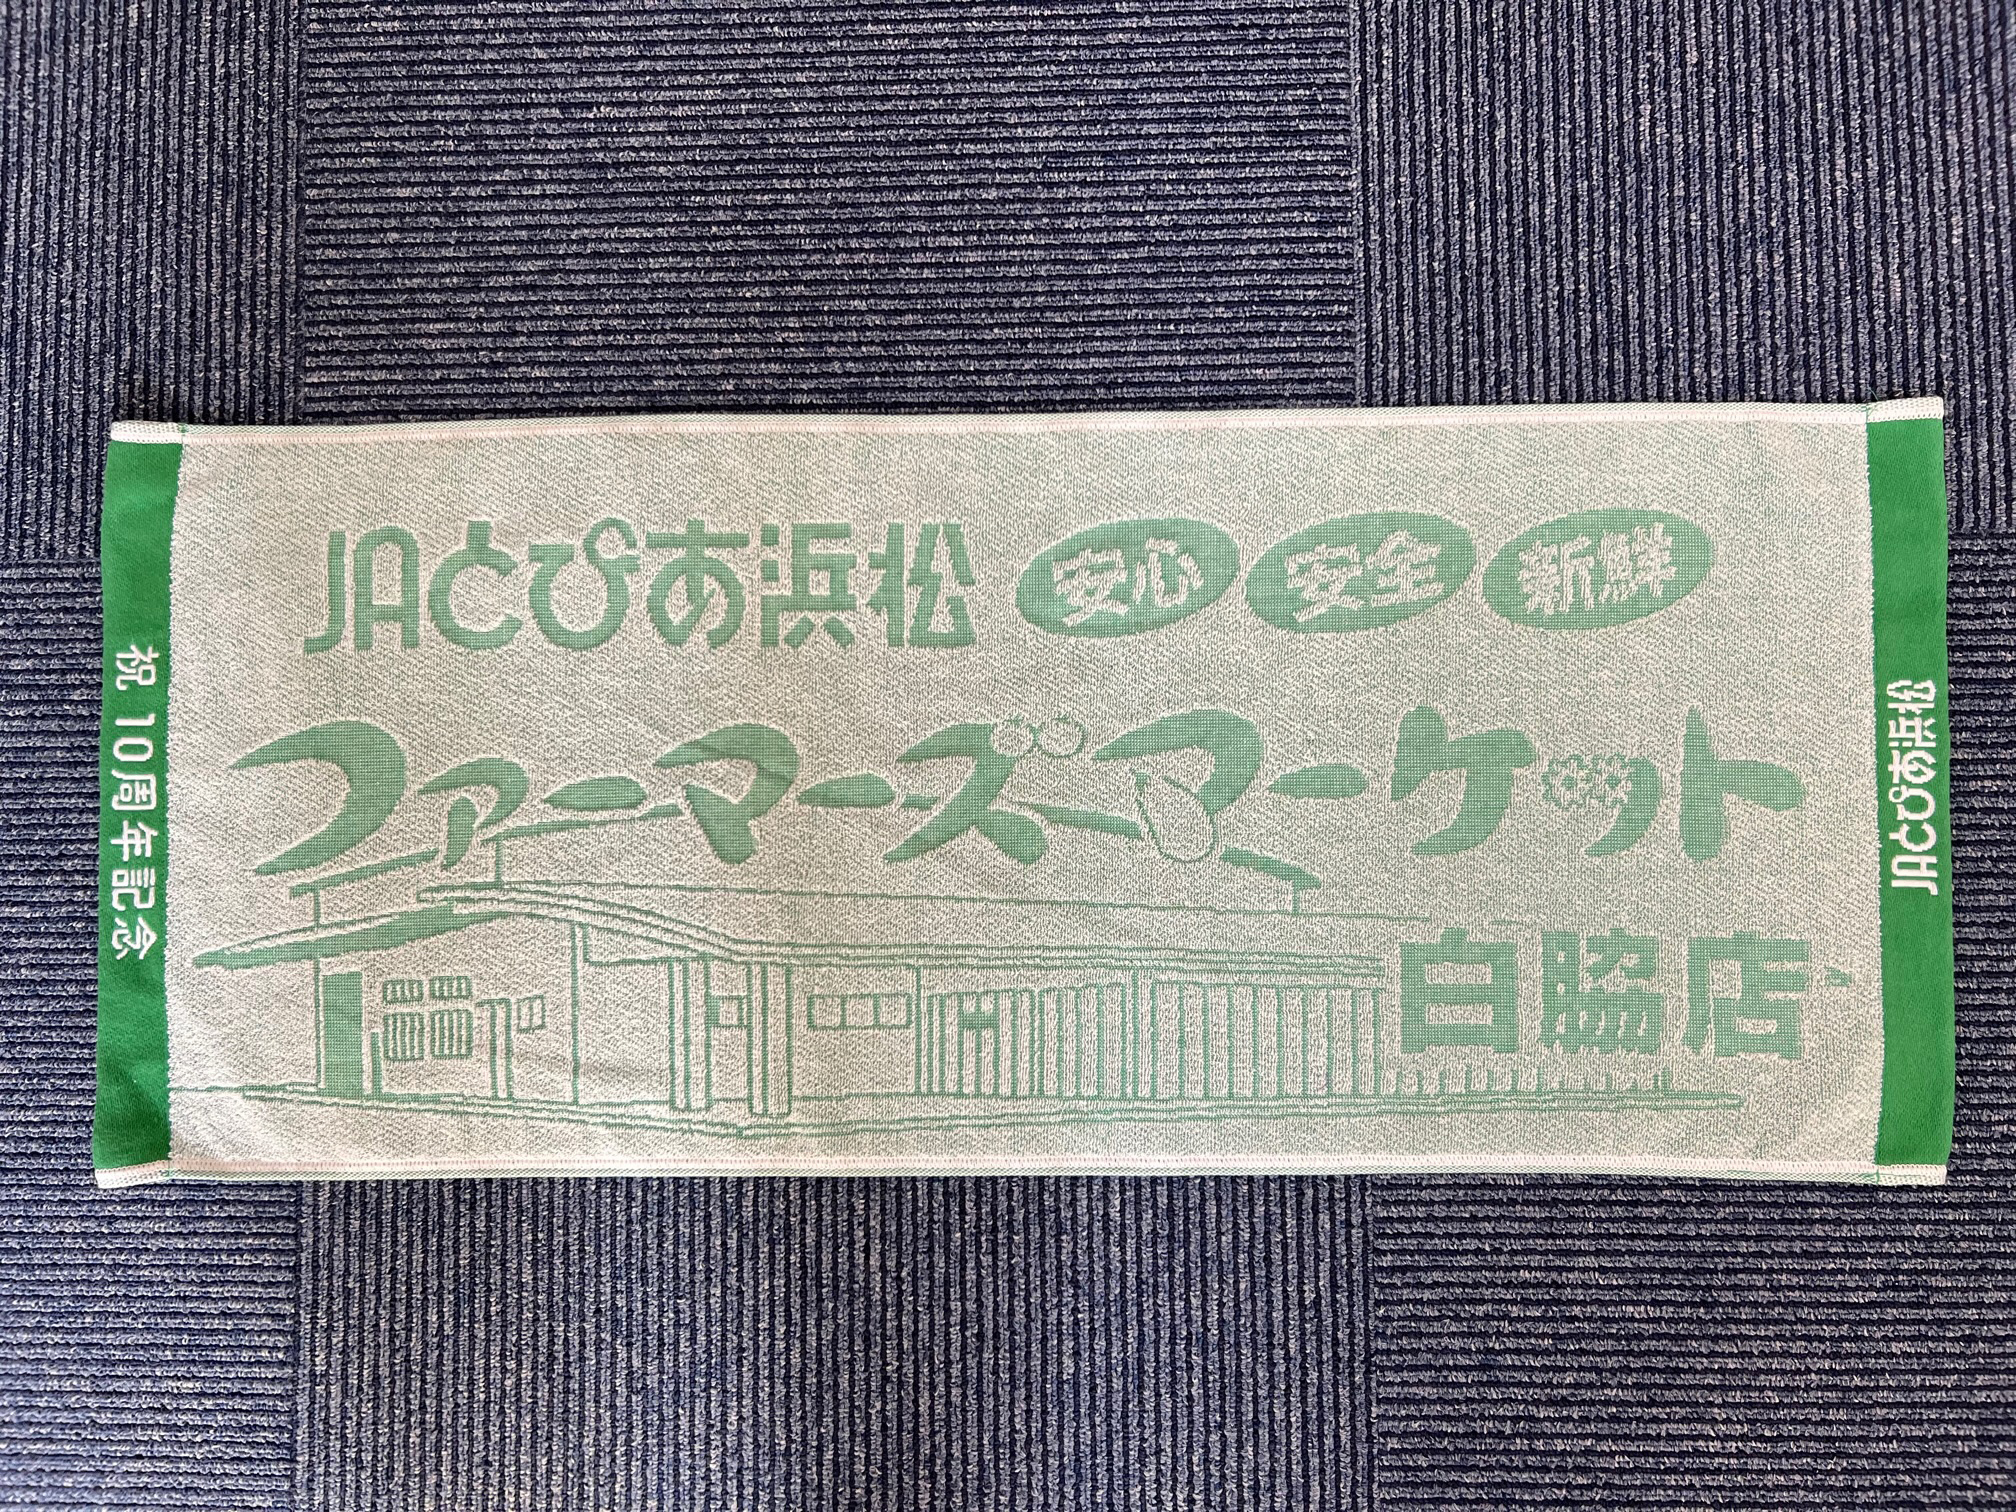 JAとぴあ浜松 安心 安全 新鮮
ファーマーズマーケット
白脇店
祝 10周年記念
JAとぴあ浜松